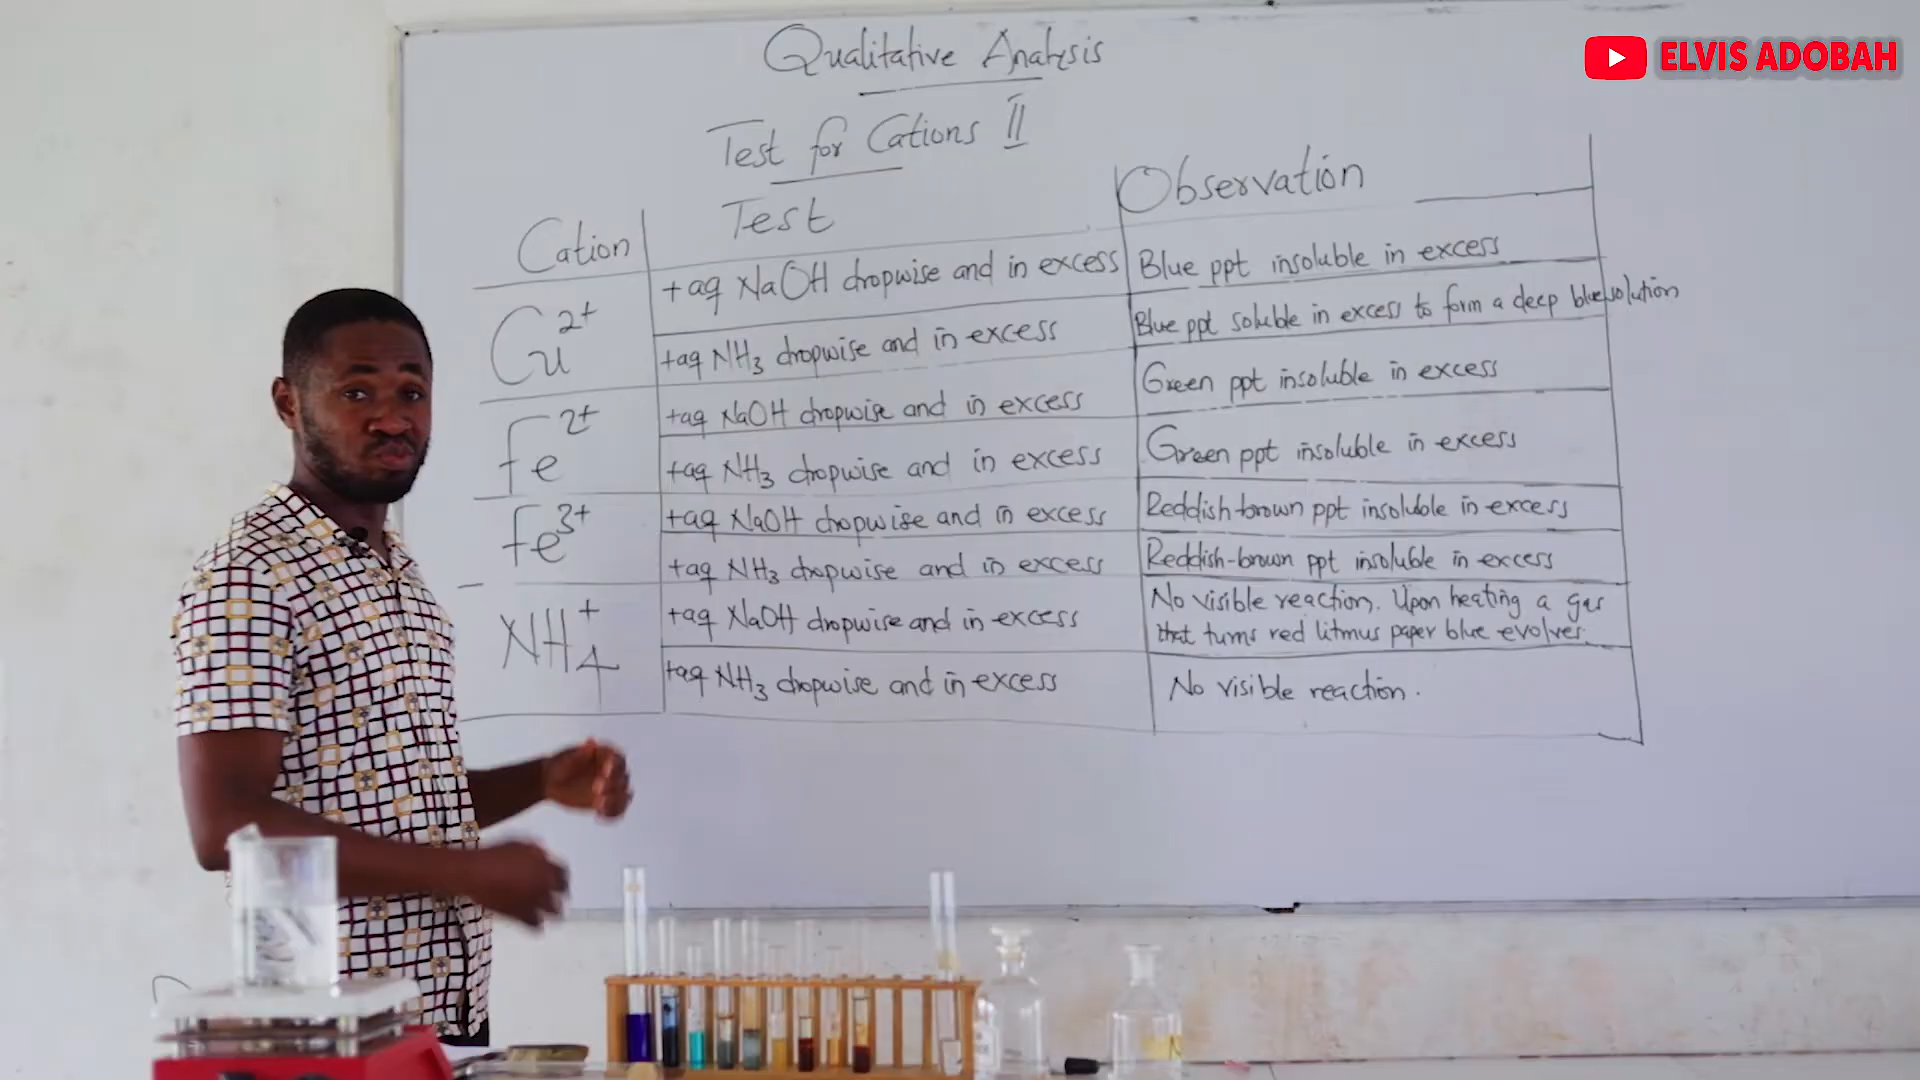 ELVIS ADOBAH
Qualitative Analysis
Test for Cations II
Cation Test Observation
Cu²⁺ +aq NaOH dropwise and in excess Blue ppt insoluble in excess
+aq NH₃ dropwise and in excess Blue ppt soluble in excess to form a deep blue solution
Fe²⁺ +aq NaOH dropwise and in excess Green ppt insoluble in excess
+aq NH₃ dropwise and in excess Green ppt insoluble in excess
Fe³⁺ +aq NaOH dropwise and in excess Reddish-brown ppt insoluble in excess
+aq NH₃ dropwise and in excess Reddish-brown ppt insoluble in excess
NH₄⁺ +aq NaOH dropwise and in excess No visible reaction. Upon heating a gas
that turns red litmus paper blue evolves.
+aq NH₃ dropwise and in excess No visible reaction.